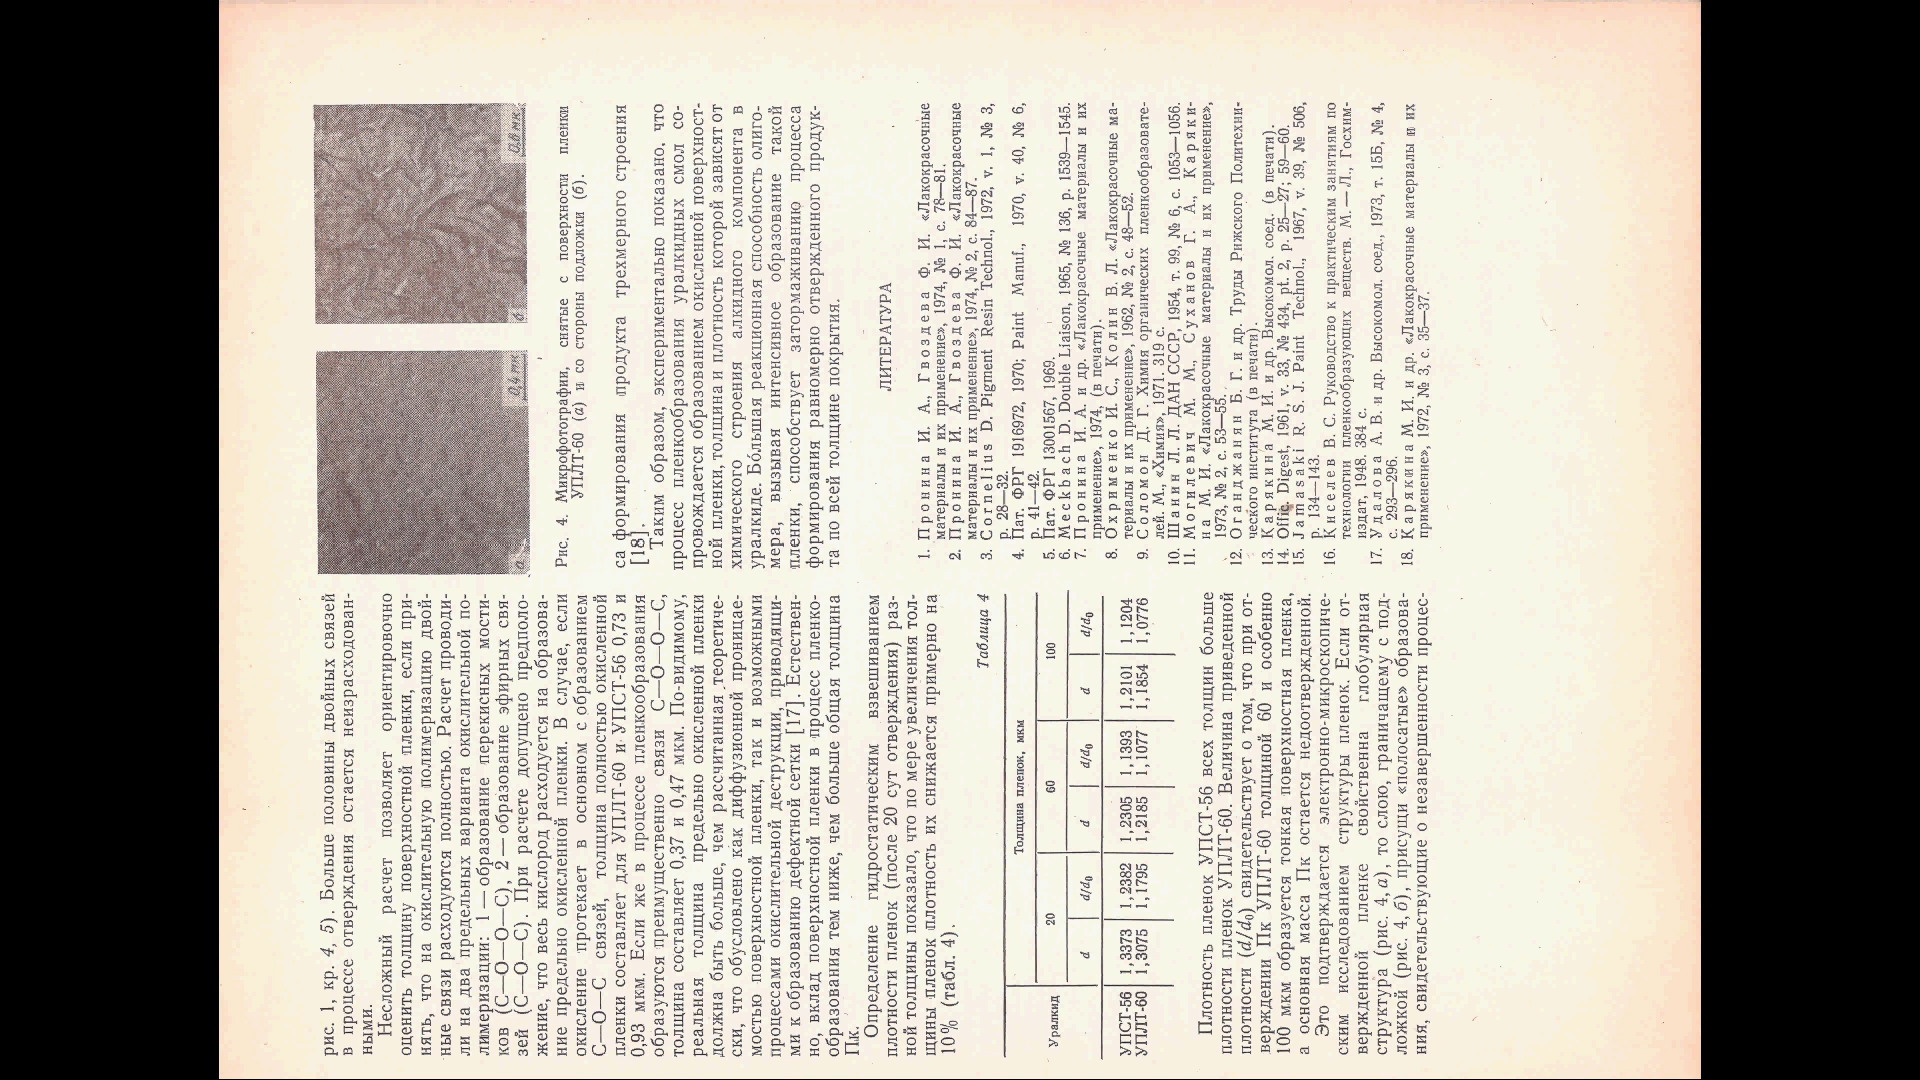 рис. 1, кр. 4, 5). Больше половины двойных связей
в процессе отверждения остается неизрасходован-
ными.
Несложный расчет позволяет ориентировочно
оценить толщину поверхностной пленки, если при-
нять, что на окислительную полимеризацию двой-
ные связи расходуются полностью. Расчет проводи-
ли на два предельных варианта окислительной по-
лимеризации: 1 — образование перекисных мости-
ков (С—О—О—С), 2 — образование эфирных свя-
зей (С—О—С). При расчете допущено предполо-
жение, что весь кислород расходуется на образова-
ние предельно окисленной пленки. В случае, если
окисление протекает в основном с образованием
С—О—С связей, толщина полностью окисленной
пленки составляет для УПЛТ-60 и УПСТ-56 0,73 и
0,93 мкм. Если же в процессе пленкообразования
образуются преимущественно связи С—О—О—С,
толщина составляет 0,37 и 0,47 мкм. По-видимому,
реальная толщина предельно окисленной пленки
должна быть больше, чем рассчитанная теоретиче-
ски, что обусловлено как диффузионной проницае-
мостью поверхностной пленки, так и возможными
процессами окислительной деструкции, приводящи-
ми к образованию дефектной сетки [17]. Естествен-
но, вклад поверхностной пленки в процесс пленко-
образования тем ниже, чем больше общая толщина
Пк.
Определение гидростатическим взвешиванием
плотности пленок (после 20 сут отверждения) раз-
ной толщины показало, что по мере увеличения тол-
щины пленок плотность их снижается примерно на
10% (табл. 4).
Таблица 4
Уралкид Толщина пленок, мкм
20 60 100
d d/d₀ d d/d₀ d d/d₀
УПСТ-56 1,3373 1,2382 1,2305 1,1393 1,2101 1,1204
УПЛТ-60 1,3075 1,1795 1,2185 1,1077 1,1854 1,0776
Плотность пленок УПСТ-56 всех толщин больше
плотности пленок УПЛТ-60. Величина приведенной
плотности (d/d₀) свидетельствует о том, что при от-
верждении Пк УПЛТ-60 толщиной 60 и особенно
100 мкм образуется тонкая поверхностная пленка,
а основная масса Пк остается недоотвержденной.
Это подтверждается электронно-микроскопиче-
ским исследованием структуры пленок. Если от-
вержденной пленке свойственна глобулярная
структура (рис. 4, а), то слою, граничащему с под-
ложкой (рис. 4, б), присущи «полосатые» образова-
ния, свидетельствующие о незавершенности процес-
а 0,4мк
б 0,8мк
Рис. 4. Микрофотографии, снятые с поверхности пленки
УПЛТ-60 (а) и со стороны подложки (б).
са формирования продукта трехмерного строения
[18].
Таким образом, экспериментально показано, что
процесс пленкообразования уралкидных смол со-
провождается образованием окисленной поверхност-
ной пленки, толщина и плотность которой зависят от
химического строения алкидного компонента в
уралкиде. Бо́льшая реакционная способность олиго-
мера, вызывая интенсивное образование такой
пленки, способствует затормаживанию процесса
формирования равномерно отвержденного продук-
та по всей толщине покрытия.
ЛИТЕРАТУРА
1. Пронина И. А., Гвоздева Ф. И. «Лакокрасочные
материалы и их применение», 1974, № 1, с. 78—81.
2. Пронина И. А., Гвоздева Ф. И. «Лакокрасочные
материалы и их применение», 1974, № 2, с. 84—87.
3. Cornelius D. Pigment Resin Technol., 1972, v. 1, № 3,
p. 28—32.
4. Пат. ФРГ 1916972, 1970; Paint Manuf., 1970, v. 40, № 6,
p. 41—42.
5. Пат. ФРГ 13001567, 1969.
6. Meckbach D. Double Liaison, 1965, № 136, p. 1539—1545.
7. Пронина И. А. и др. «Лакокрасочные материалы и их
применение», 1974, (в печати).
8. Охрименко И. С., Колин В. Л. «Лакокрасочные ма-
териалы и их применение», 1962, № 2, с. 48—52.
9. Соломон Д. Г. Химия органических пленкообразовате-
лей. М., «Химия», 1971. 319 с.
10. Шанин Л. Л. ДАН СССР, 1954, т. 99, № 6, с. 1053—1056.
11. Могилевич М. М., Суханов Г. А., Каряки-
на М. И. «Лакокрасочные материалы и их применение»,
1973, № 2, с. 53—55.
12. Оганджанян Б. Г. и др. Труды Рижского Политехни-
ческого института (в печати).
13. Карякина М. И. и др. Высокомол. соед. (в печати).
14. Offic. Digest, 1961, v. 33, № 434, pt. 2, p. 25—27; 59—60.
15. Jamasaki R. S. J. Paint Technol., 1967, v. 39, № 506,
p. 134—143.
16. Киселев В. С. Руководство к практическим занятиям по
технологии пленкообразующих веществ. М. — Л., Госхим-
издат, 1948. 384 с.
17. Удалова А. В. и др. Высокомол. соед., 1973, т. 15Б, № 4,
с. 293—296.
18. Карякина М. И. и др. «Лакокрасочные материалы и их
применение», 1972, № 3, с. 35—37.